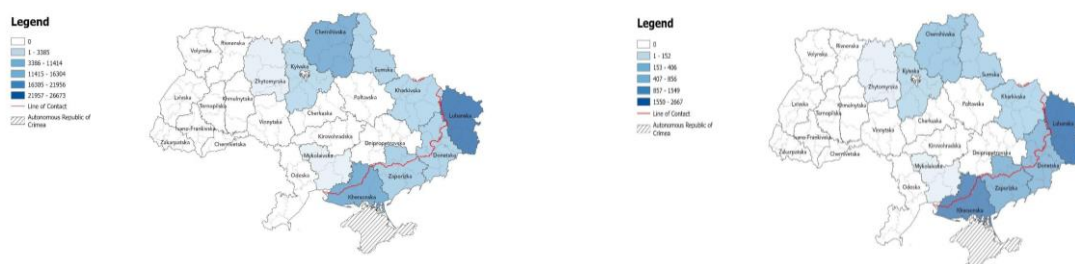 Legend
0
1 - 3385
3386 - 11414
11415 - 16304
16305 - 21956
21957 - 26673
Line of Contact
Autonomous Republic of
Crimea
Chernihivska
Volynska
Rivnenska
Kyivska
Sumska
Zhytomyrska
Kharkivska
Lvivska
Poltavska
Luhanska
Ternopilska
Khmelnytska
Cherkaska
Vinnytska
Ivano-Frankivska
Kirovohradska
Dnipropetrovska
Zakarpatska
Chernivetska
Donetska
Mykolaivska
Zaporizka
Odeska
Khersonska
Legend
0
1 - 152
153 - 406
407 - 856
857 - 1549
1550 - 2667
Line of Contact
Autonomous Republic of
Crimea
Chernihivska
Volynska
Rivnenska
Kyivska
Sumska
Zhytomyrska
Kharkivska
Lvivska
Poltavska
Luhanska
Ternopilska
Khmelnytska
Cherkaska
Vinnytska
Ivano-Frankivska
Kirovohradska
Dnipropetrovska
Zakarpatska
Chernivetska
Donetska
Mykolaivska
Zaporizka
Odeska
Khersonska